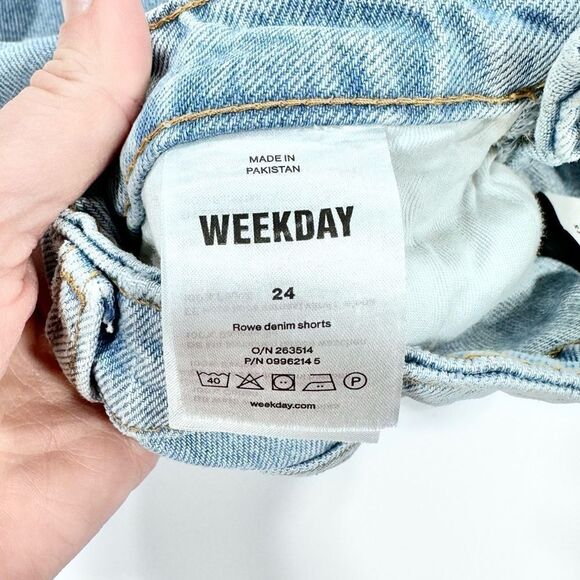 MADE IN
PAKISTAN
WEEKDAY
24
Rowe denim shorts
O/N 263514
P/N 0996214 5
40 P
weekday.com